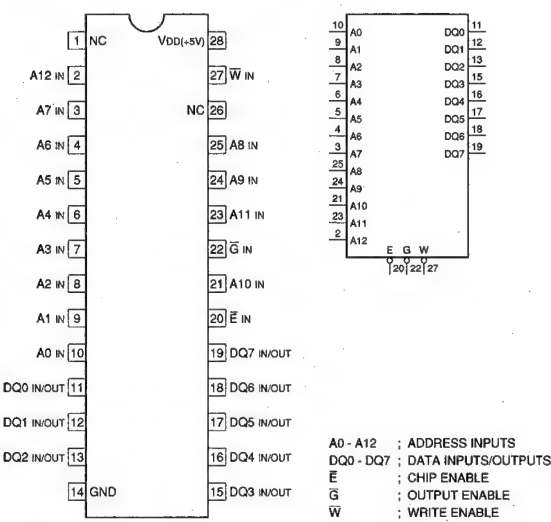 1 NC VDD(+5V) 28
A12 IN 2 27 W̅ IN
A7 IN 3 NC 26
A6 IN 4 25 A8 IN
A5 IN 5 24 A9 IN
A4 IN 6 23 A11 IN
A3 IN 7 22 G̅ IN
A2 IN 8 21 A10 IN
A1 IN 9 20 E̅ IN
A0 IN 10 19 DQ7 IN/OUT
DQ0 IN/OUT 11 18 DQ6 IN/OUT
DQ1 IN/OUT 12 17 DQ5 IN/OUT
DQ2 IN/OUT 13 16 DQ4 IN/OUT
14 GND 15 DQ3 IN/OUT
10 A0 DQ0 11
9 A1 DQ1 12
8 A2 DQ2 13
7 A3 DQ3 15
6 A4 DQ4 16
5 A5 DQ5 17
4 A6 DQ6 18
3 A7 DQ7 19
25 A8
24 A9
21 A10
23 A11
2 A12
E G W
20 22 27
A0 - A12 ; ADDRESS INPUTS
DQ0 - DQ7 ; DATA INPUTS/OUTPUTS
E̅ ; CHIP ENABLE
G̅ ; OUTPUT ENABLE
W̅ ; WRITE ENABLE